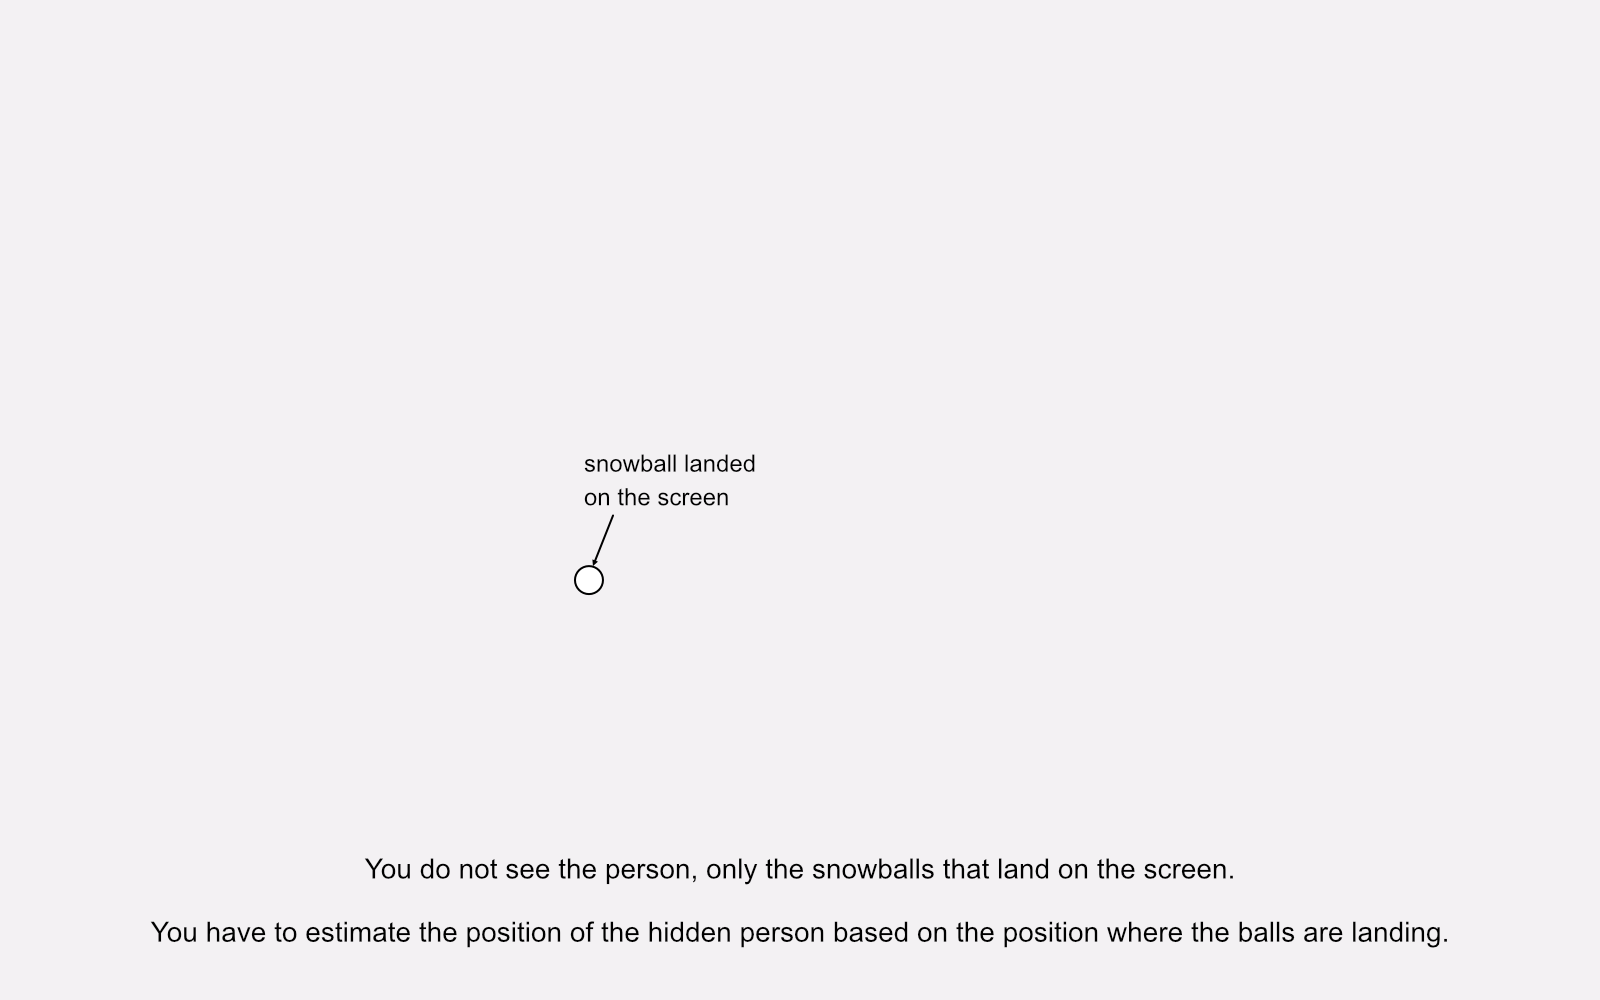 snowball landed
on the screen
You do not see the person, only the snowballs that land on the screen.
You have to estimate the position of the hidden person based on the position where the balls are landing.